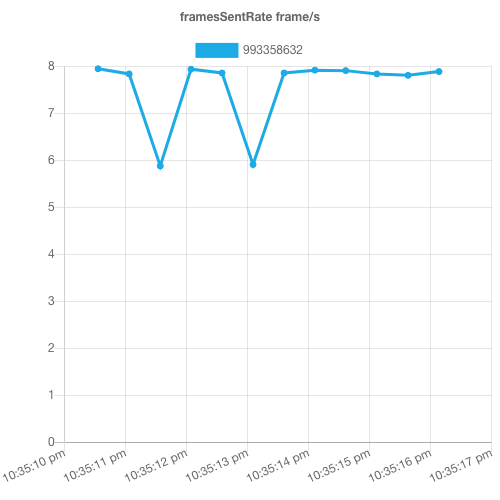 framesSentRate frame/s
993358632
8
7
6
5
4
3
2
1
0
10:35:10 pm
10:35:11 pm
10:35:12 pm
10:35:13 pm
10:35:14 pm
10:35:15 pm
10:35:16 pm
10:35:17 pm